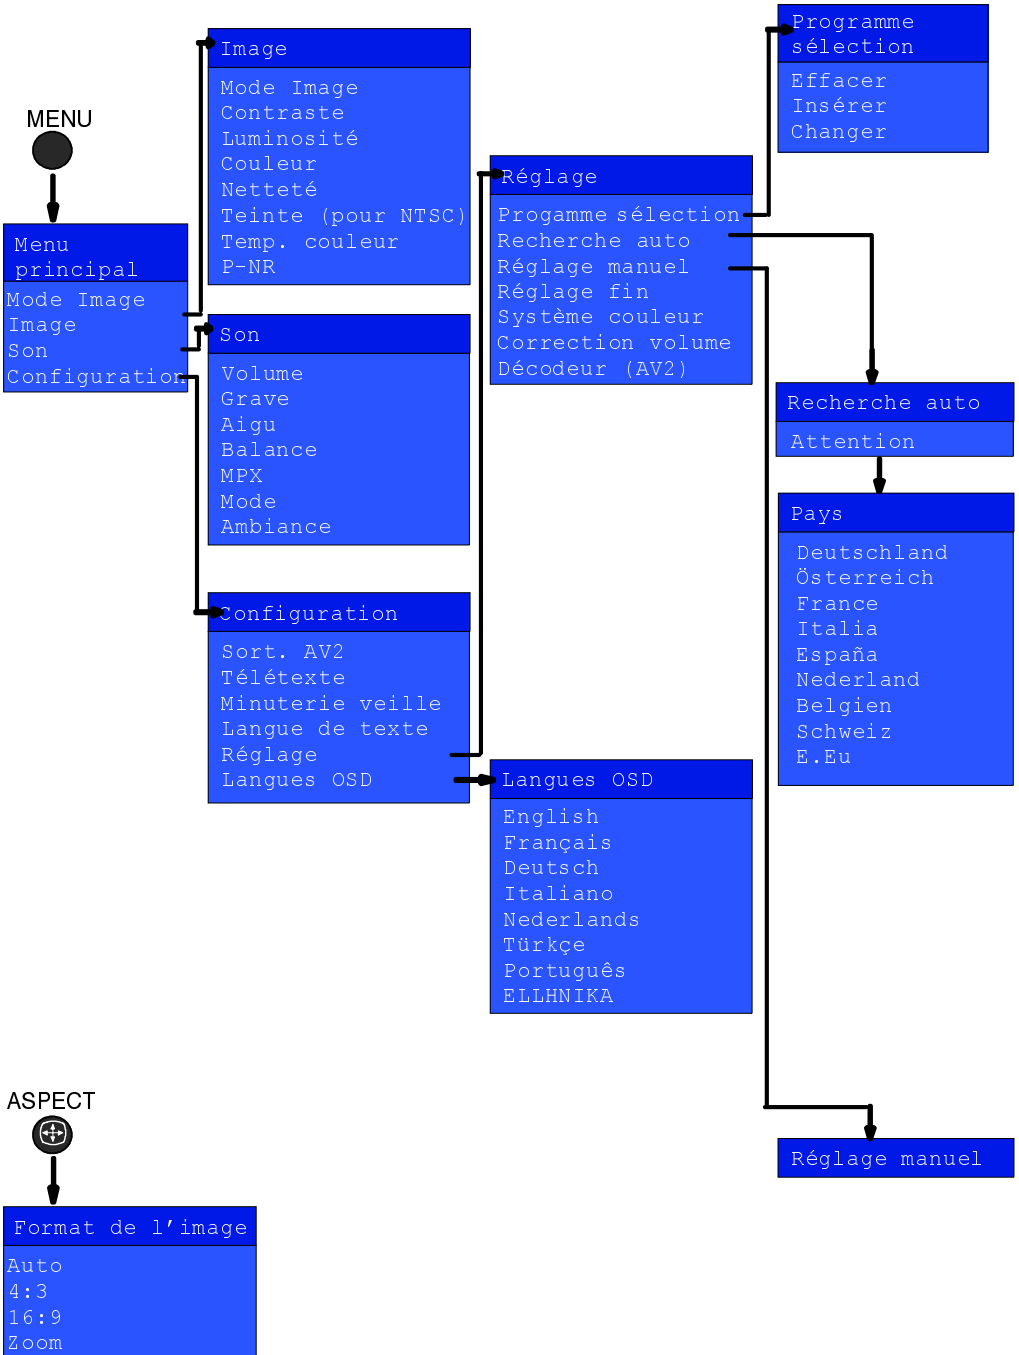 MENU
Menu
principal
Mode Image
Image
Son
Configuration
Image
Mode Image
Contraste
Luminosité
Couleur
Netteté
Teinte (pour NTSC)
Temp. couleur
P-NR
Son
Volume
Grave
Aigu
Balance
MPX
Mode
Ambiance
Configuration
Sort. AV2
Télétexte
Minuterie veille
Langue de texte
Réglage
Langues OSD
Réglage
Progamme sélection
Recherche auto
Réglage manuel
Réglage fin
Système couleur
Correction volume
Décodeur (AV2)
Langues OSD
English
Français
Deutsch
Italiano
Nederlands
Türkçe
Português
ELLHNIKA
Programme
sélection
Effacer
Insérer
Changer
Recherche auto
Attention
Pays
Deutschland
Österreich
France
Italia
España
Nederland
Belgien
Schweiz
E.Eu
Réglage manuel
ASPECT
Format de l'image
Auto
4:3
16:9
Zoom